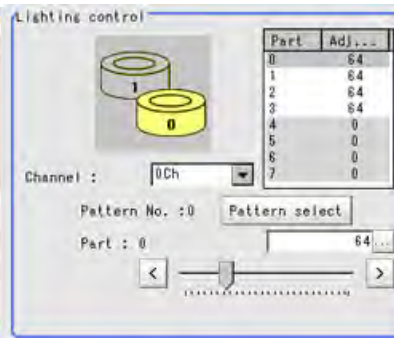 Lighting control
1
0
Part Adj...
0 64
1 64
2 64
3 64
4 0
5 0
6 0
7 0
Channel : 0Ch
Pattern No. :0 Pattern select
Part : 0 64 ...
< >